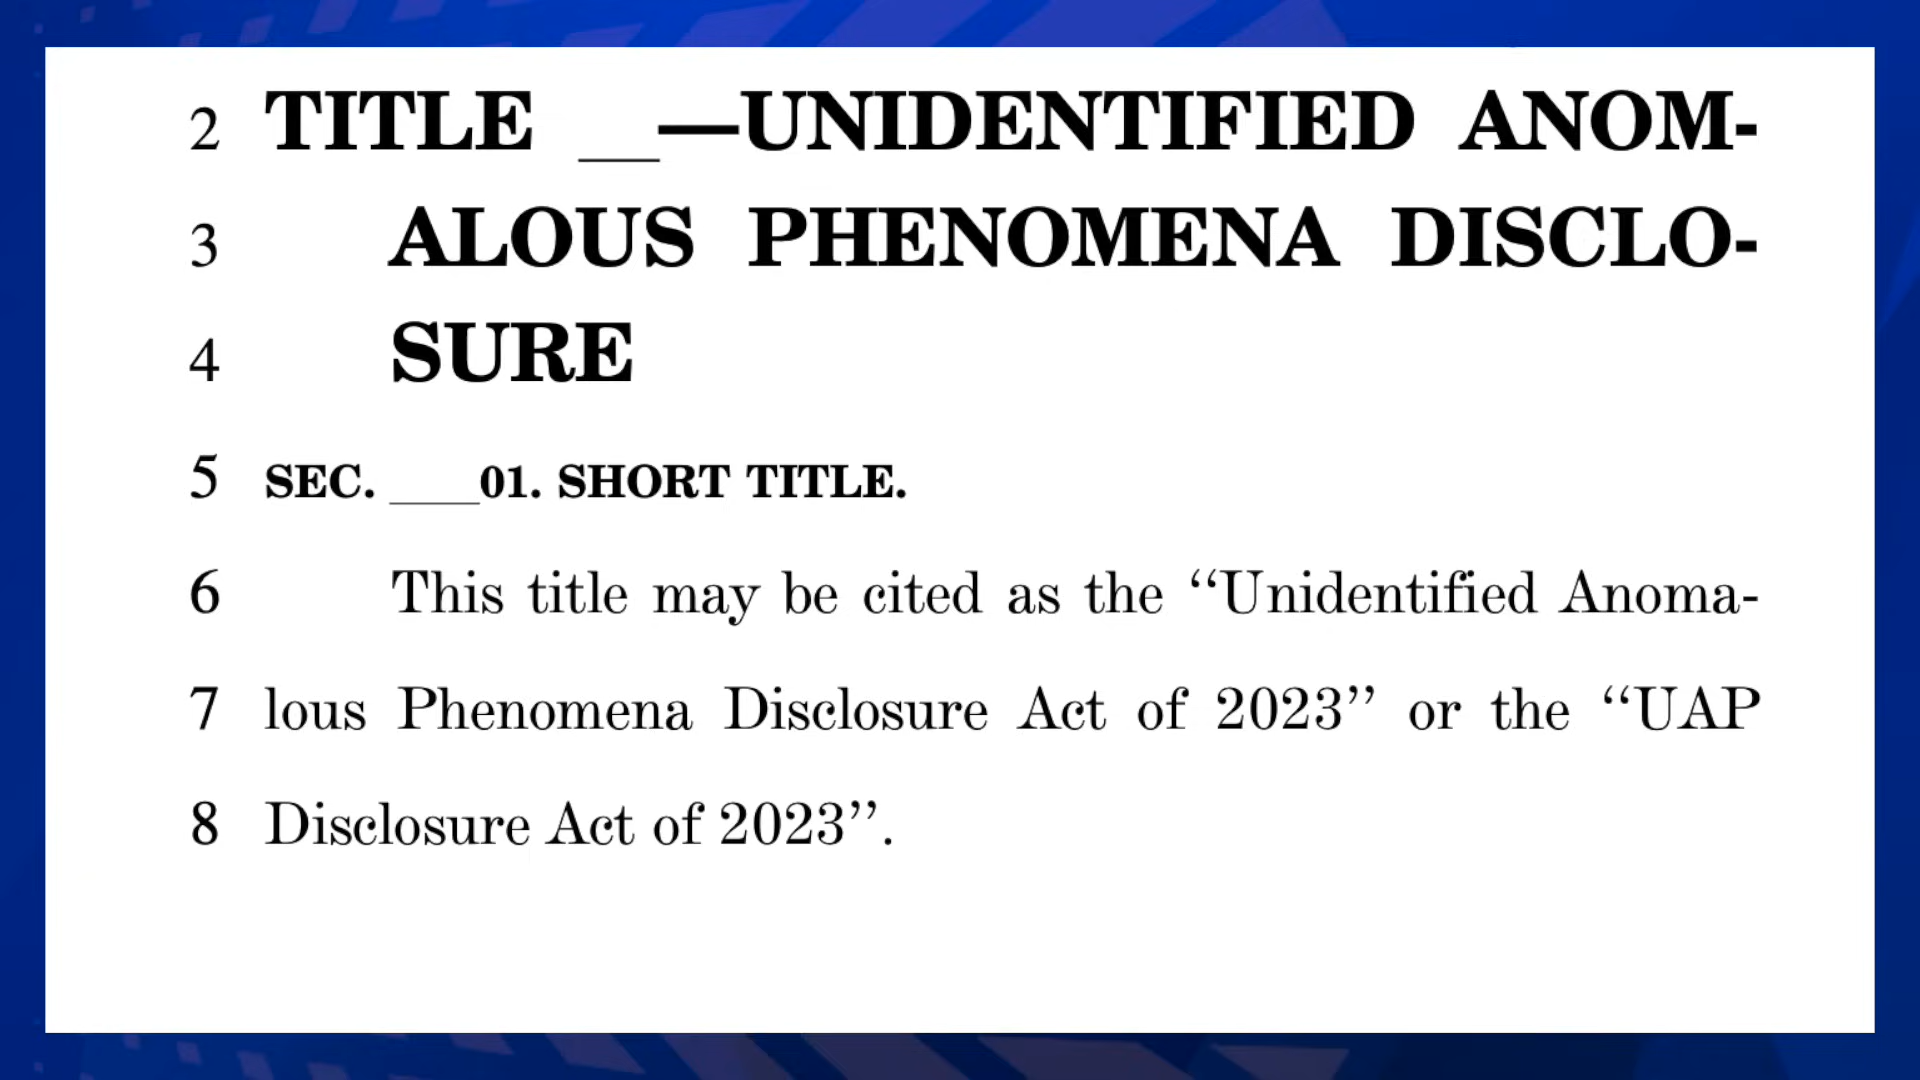 2 TITLE __—UNIDENTIFIED ANOM-
3 ALOUS PHENOMENA DISCLO-
4 SURE
5 SEC. ___01. SHORT TITLE.
6 This title may be cited as the ‘‘Unidentified Anoma-
7 lous Phenomena Disclosure Act of 2023’’ or the ‘‘UAP
8 Disclosure Act of 2023’’.